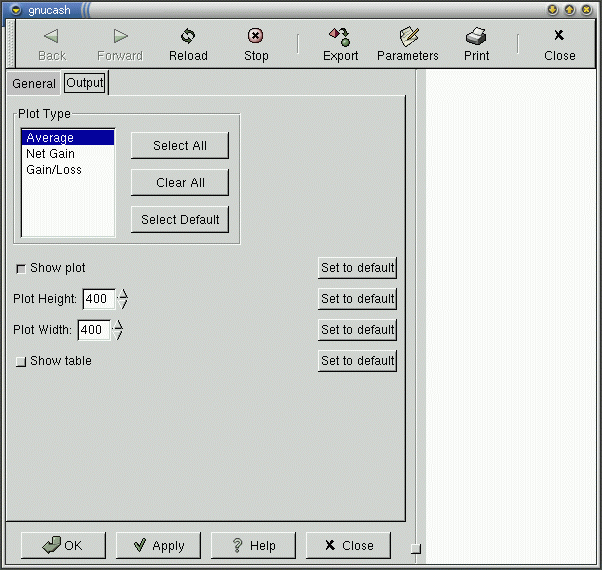 gnucash
Back Forward Reload Stop Export Parameters Print Close
General Output
Plot Type
Average
Net Gain
Gain/Loss
Select All
Clear All
Select Default
Show plot Set to default
Plot Height: 400 Set to default
Plot Width: 400 Set to default
Show table Set to default
OK Apply Help Close